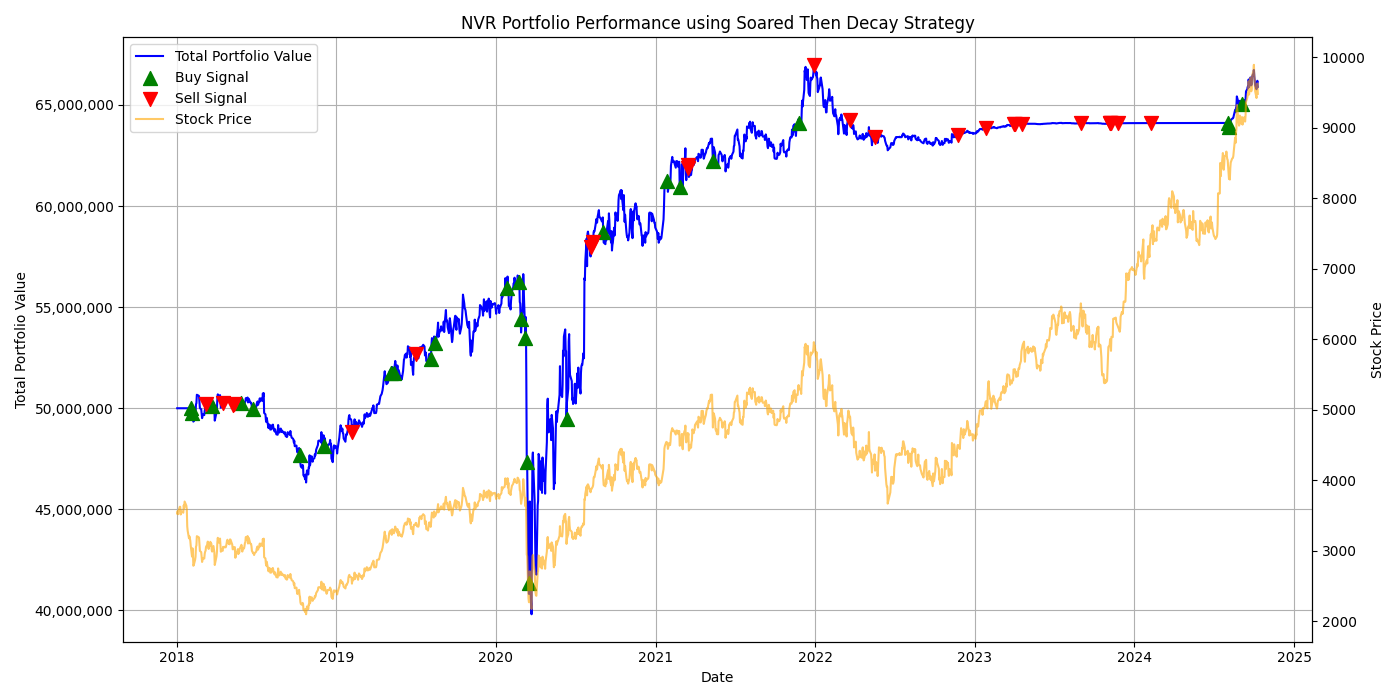 NVR Portfolio Performance using Soared Then Decay Strategy
Total Portfolio Value
Buy Signal
Sell Signal
Stock Price
65,000,000
60,000,000
55,000,000
50,000,000
45,000,000
40,000,000
Total Portfolio Value
10000
9000
8000
7000
6000
5000
4000
3000
2000
Stock Price
2018 2019 2020 2021 2022 2023 2024 2025
Date